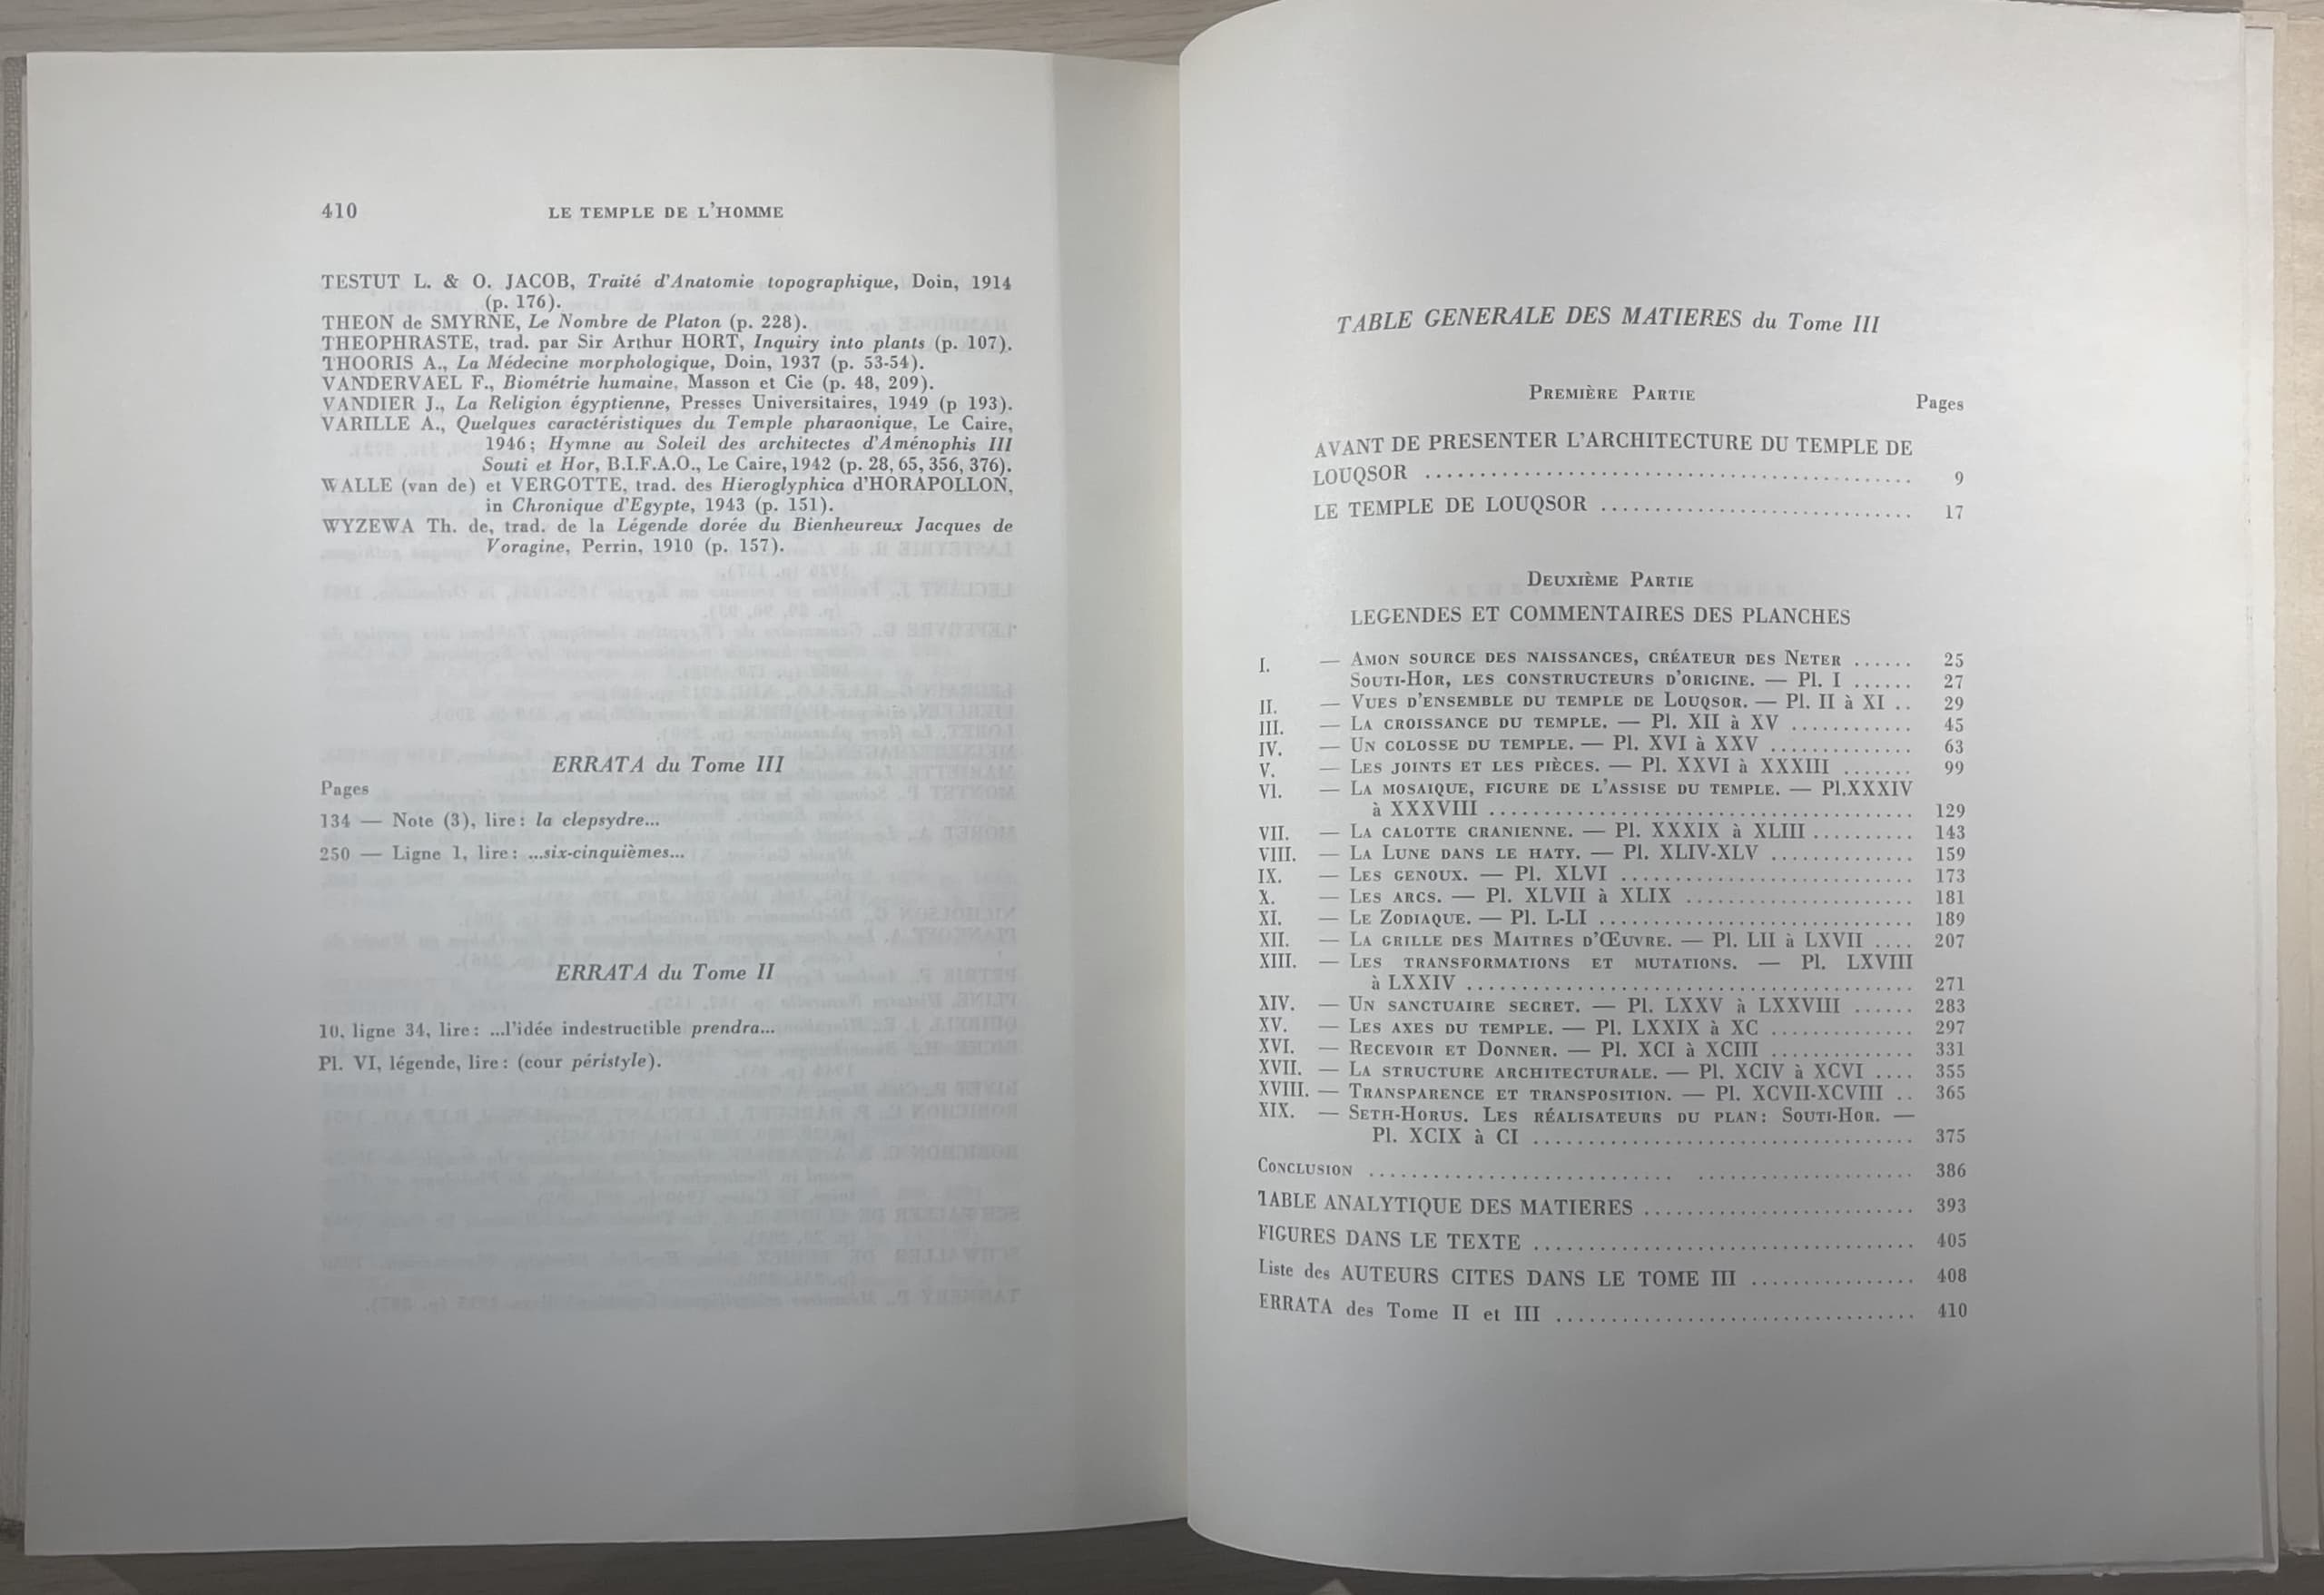 410 LE TEMPLE DE L'HOMME
TESTUT L. & O. JACOB, Traité d'Anatomie topographique, Doin, 1914
(p. 176).
THEON de SMYRNE, Le Nombre de Platon (p. 228).
THEOPHRASTE, trad. par Sir Arthur HORT, Inquiry into plants (p. 107).
THOORIS A., La Médecine morphologique, Doin, 1937 (p. 53-54).
VANDERVAEL F., Biométrie humaine, Masson et Cie (p. 48, 209).
VANDIER J., La Religion égyptienne, Presses Universitaires, 1949 (p 193).
VARILLE A., Quelques caractéristiques du Temple pharaonique, Le Caire,
1946; Hymne au Soleil des architectes d'Aménophis III
Souti et Hor, B.I.F.A.O., Le Caire, 1942 (p. 28, 65, 356, 376).
WALLE (van de) et VERGOTTE, trad. des Hieroglyphica d'HORAPOLLON,
in Chronique d'Egypte, 1943 (p. 151).
WYZEWA Th. de, trad. de la Légende dorée du Bienheureux Jacques de
Voragine, Perrin, 1910 (p. 157).
ERRATA du Tome III
Pages
134 — Note (3), lire : la clepsydre...
250 — Ligne 1, lire : ...six-cinquièmes...
ERRATA du Tome II
10, ligne 34, lire : ...l'idée indestructible prendra...
Pl. VI, légende, lire : (cour péristyle).
TABLE GENERALE DES MATIERES du Tome III
PREMIÈRE PARTIE
Pages
AVANT DE PRESENTER L'ARCHITECTURE DU TEMPLE DE
LOUQSOR ........................................... 9
LE TEMPLE DE LOUQSOR ............................ 17
DEUXIÈME PARTIE
LEGENDES ET COMMENTAIRES DES PLANCHES
I. — AMON SOURCE DES NAISSANCES, CRÉATEUR DES NETER ...... 25
SOUTI-HOR, LES CONSTRUCTEURS D'ORIGINE. — Pl. I ...... 27
II. — VUES D'ENSEMBLE DU TEMPLE DE LOUQSOR. — Pl. II à XI .. 29
III. — LA CROISSANCE DU TEMPLE. — Pl. XII à XV ............ 45
IV. — UN COLOSSE DU TEMPLE. — Pl. XVI à XXV .............. 63
V. — LES JOINTS ET LES PIÈCES. — Pl. XXVI à XXXIII ....... 99
VI. — LA MOSAIQUE, FIGURE DE L'ASSISE DU TEMPLE. — Pl.XXXIV
à XXXVIII ....................................... 129
VII. — LA CALOTTE CRANIENNE. — Pl. XXXIX à XLIII .......... 143
VIII. — LA LUNE DANS LE HATY. — Pl. XLIV-XLV .............. 159
IX. — LES GENOUX. — Pl. XLVI ............................ 173
X. — LES ARCS. — Pl. XLVII à XLIX ...................... 181
XI. — LE ZODIAQUE. — Pl. L-LI .............................. 189
XII. — LA GRILLE DES MAITRES D'ŒUVRE. — Pl. LII à LXVII .... 207
XIII. — LES TRANSFORMATIONS ET MUTATIONS. — Pl. LXVIII
à LXXIV ......................................... 271
XIV. — UN SANCTUAIRE SECRET. — Pl. LXXV à LXXVIII ...... 283
XV. — LES AXES DU TEMPLE. — Pl. LXXIX à XC .............. 297
XVI. — RECEVOIR ET DONNER. — Pl. XCI à XCIII .............. 331
XVII. — LA STRUCTURE ARCHITECTURALE. — Pl. XCIV à XCVI .... 355
XVIII. — TRANSPARENCE ET TRANSPOSITION. — Pl. XCVII-XCVIII .. 365
XIX. — SETH-HORUS. LES RÉALISATEURS DU PLAN : SOUTI-HOR. —
Pl. XCIX à CI .................................... 375
CONCLUSION ............................ .................... 386
TABLE ANALYTIQUE DES MATIERES ......................... 393
FIGURES DANS LE TEXTE ................................... 405
Liste des AUTEURS CITES DANS LE TOME III ................ 408
ERRATA des Tome II et III .................................. 410